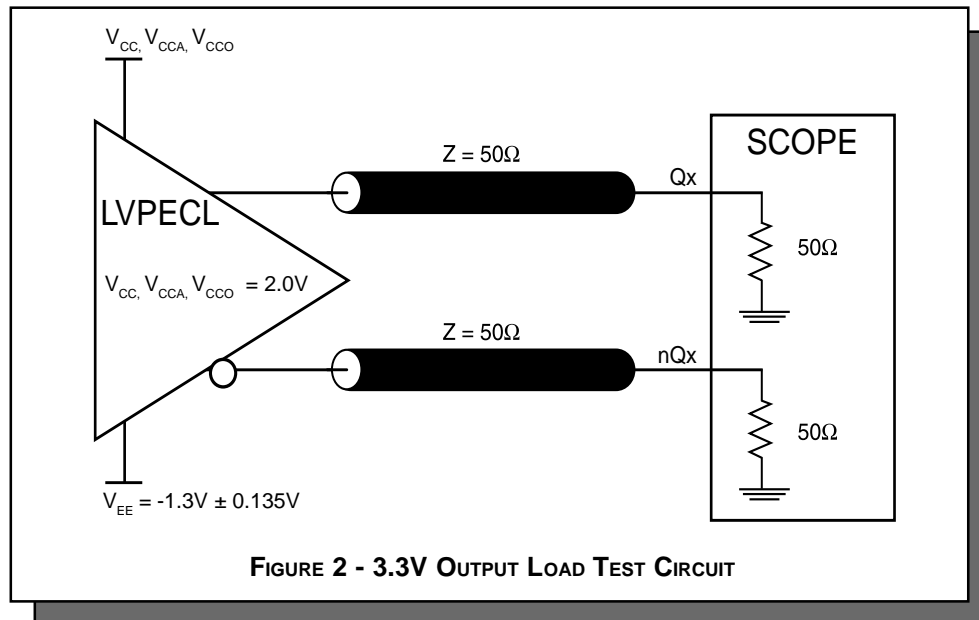 VCC, VCCA, VCCO
Z = 50Ω
Qx
SCOPE
50Ω
LVPECL
VCC, VCCA, VCCO = 2.0V
Z = 50Ω
nQx
50Ω
VEE = -1.3V ± 0.135V
FIGURE 2 - 3.3V OUTPUT LOAD TEST CIRCUIT